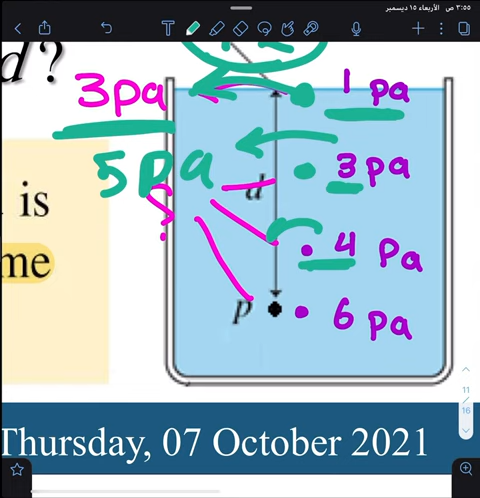 ٣:٥٥ ص الأربعاء ١٥ ديسمبر
d?
3pa
1 pa
5pa
3pa
d
is
4 pa
me
p
6 pa
11
/
16
Thursday, 07 October 2021